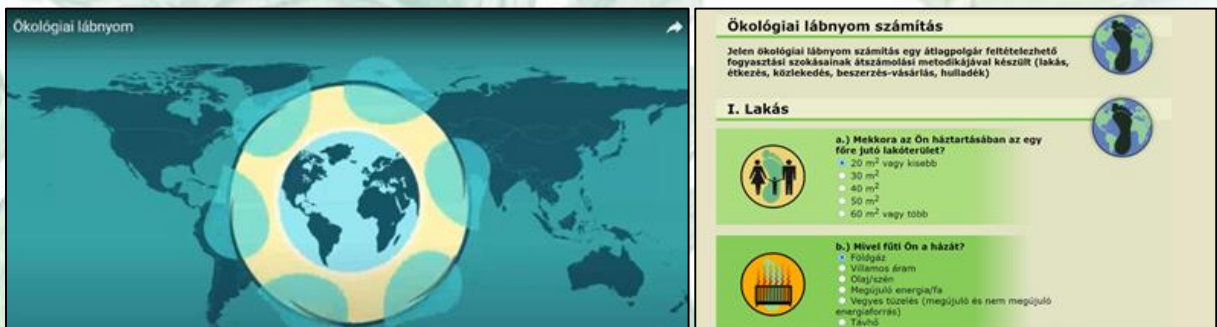 Ökológiai lábnyom
Ökológiai lábnyom számítás
Jelen ökológiai lábnyom számítás egy átlagpolgár feltételezhető
fogyasztási szokásainak átszámolási metodikájával készült (lakás,
étkezés, közlekedés, beszerzés-vásárlás, hulladék)
I. Lakás
a.) Mekkora az Ön háztartásában az egy
főre jutó lakóterület?
20 m² vagy kisebb
30 m²
40 m²
50 m²
60 m² vagy több
b.) Mivel fűti Ön a házát?
Földgáz
Villamos áram
Olaj/szén
Megújuló energia/fa
Vegyes tüzelés (megújuló és nem megújuló
energiaforrás)
Távhő